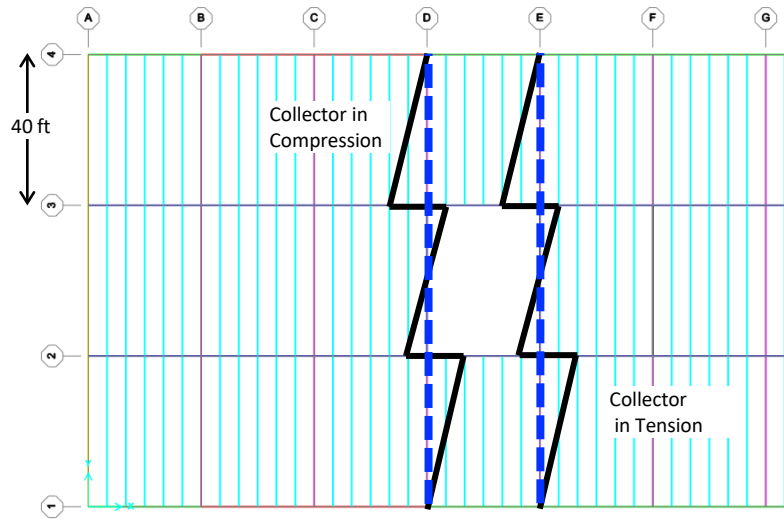 A B C D E F G
4
Collector in
Compression
40 ft
3
2
Collector
in Tension
1
X